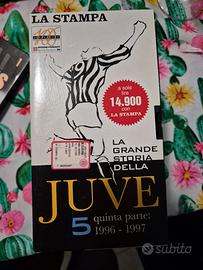 LA STAMPA
a sole
lire
14.900
con
LA STAMPA
LA
GRANDE
STORIA
DELLA
JUVE
5 quinta parte:
1996 - 1997
subito